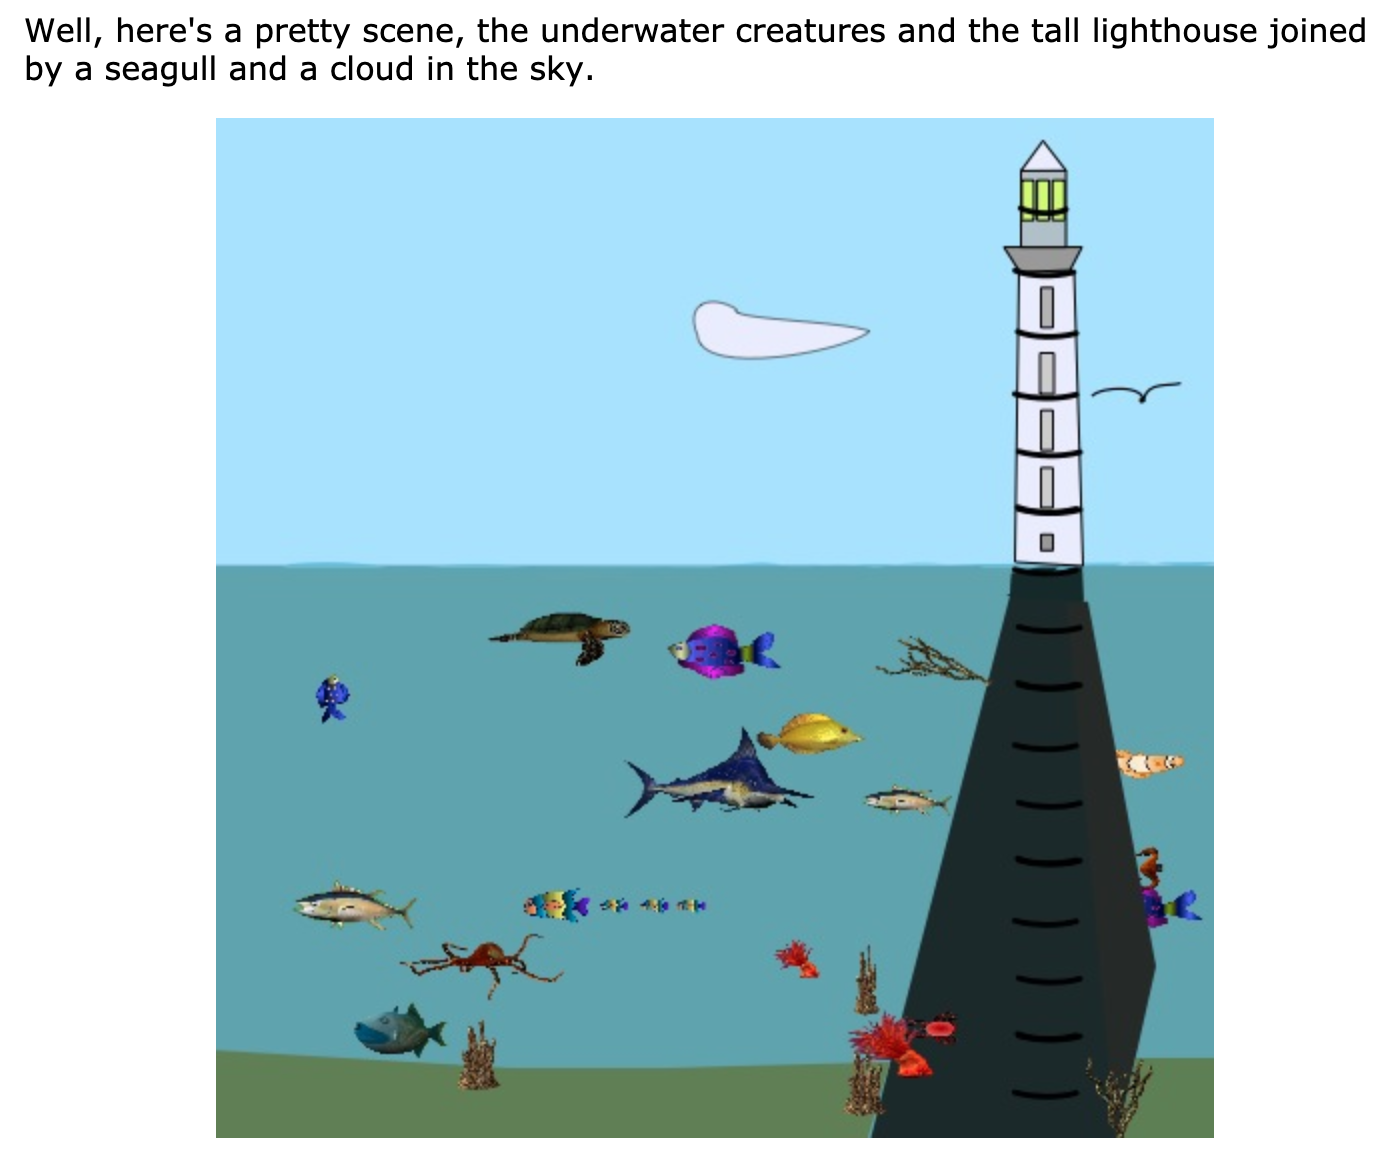 Well, here's a pretty scene, the underwater creatures and the tall lighthouse joined
by a seagull and a cloud in the sky.